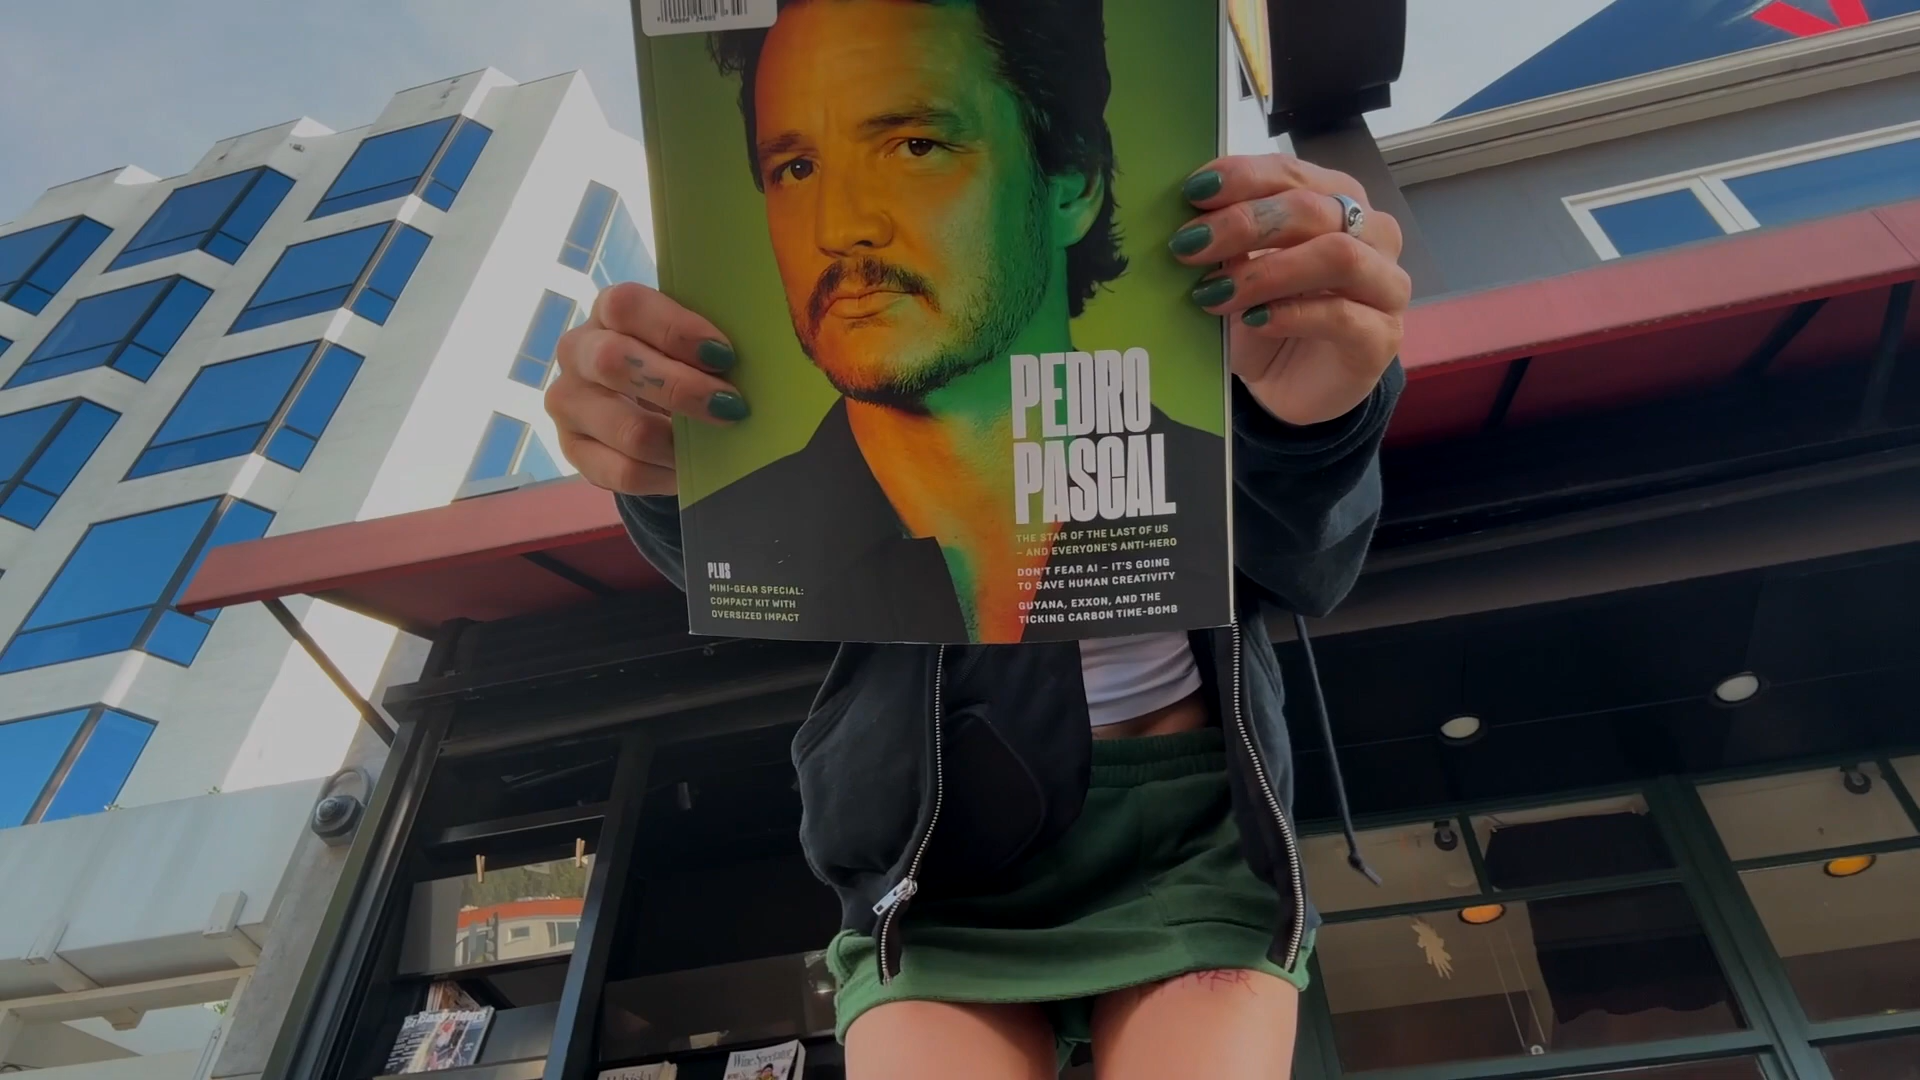 PEDRO
PASCAL
THE STAR OF THE LAST OF US
– AND EVERYONE'S ANTI-HERO
DON'T FEAR AI – IT'S GOING
TO SAVE HUMAN CREATIVITY
GUYANA, EXXON, AND THE
TICKING CARBON TIME-BOMB
PLUS
MINI-GEAR SPECIAL:
COMPACT KIT WITH
OVERSIZED IMPACT
Easyriders
Whisky
Wine Spectator